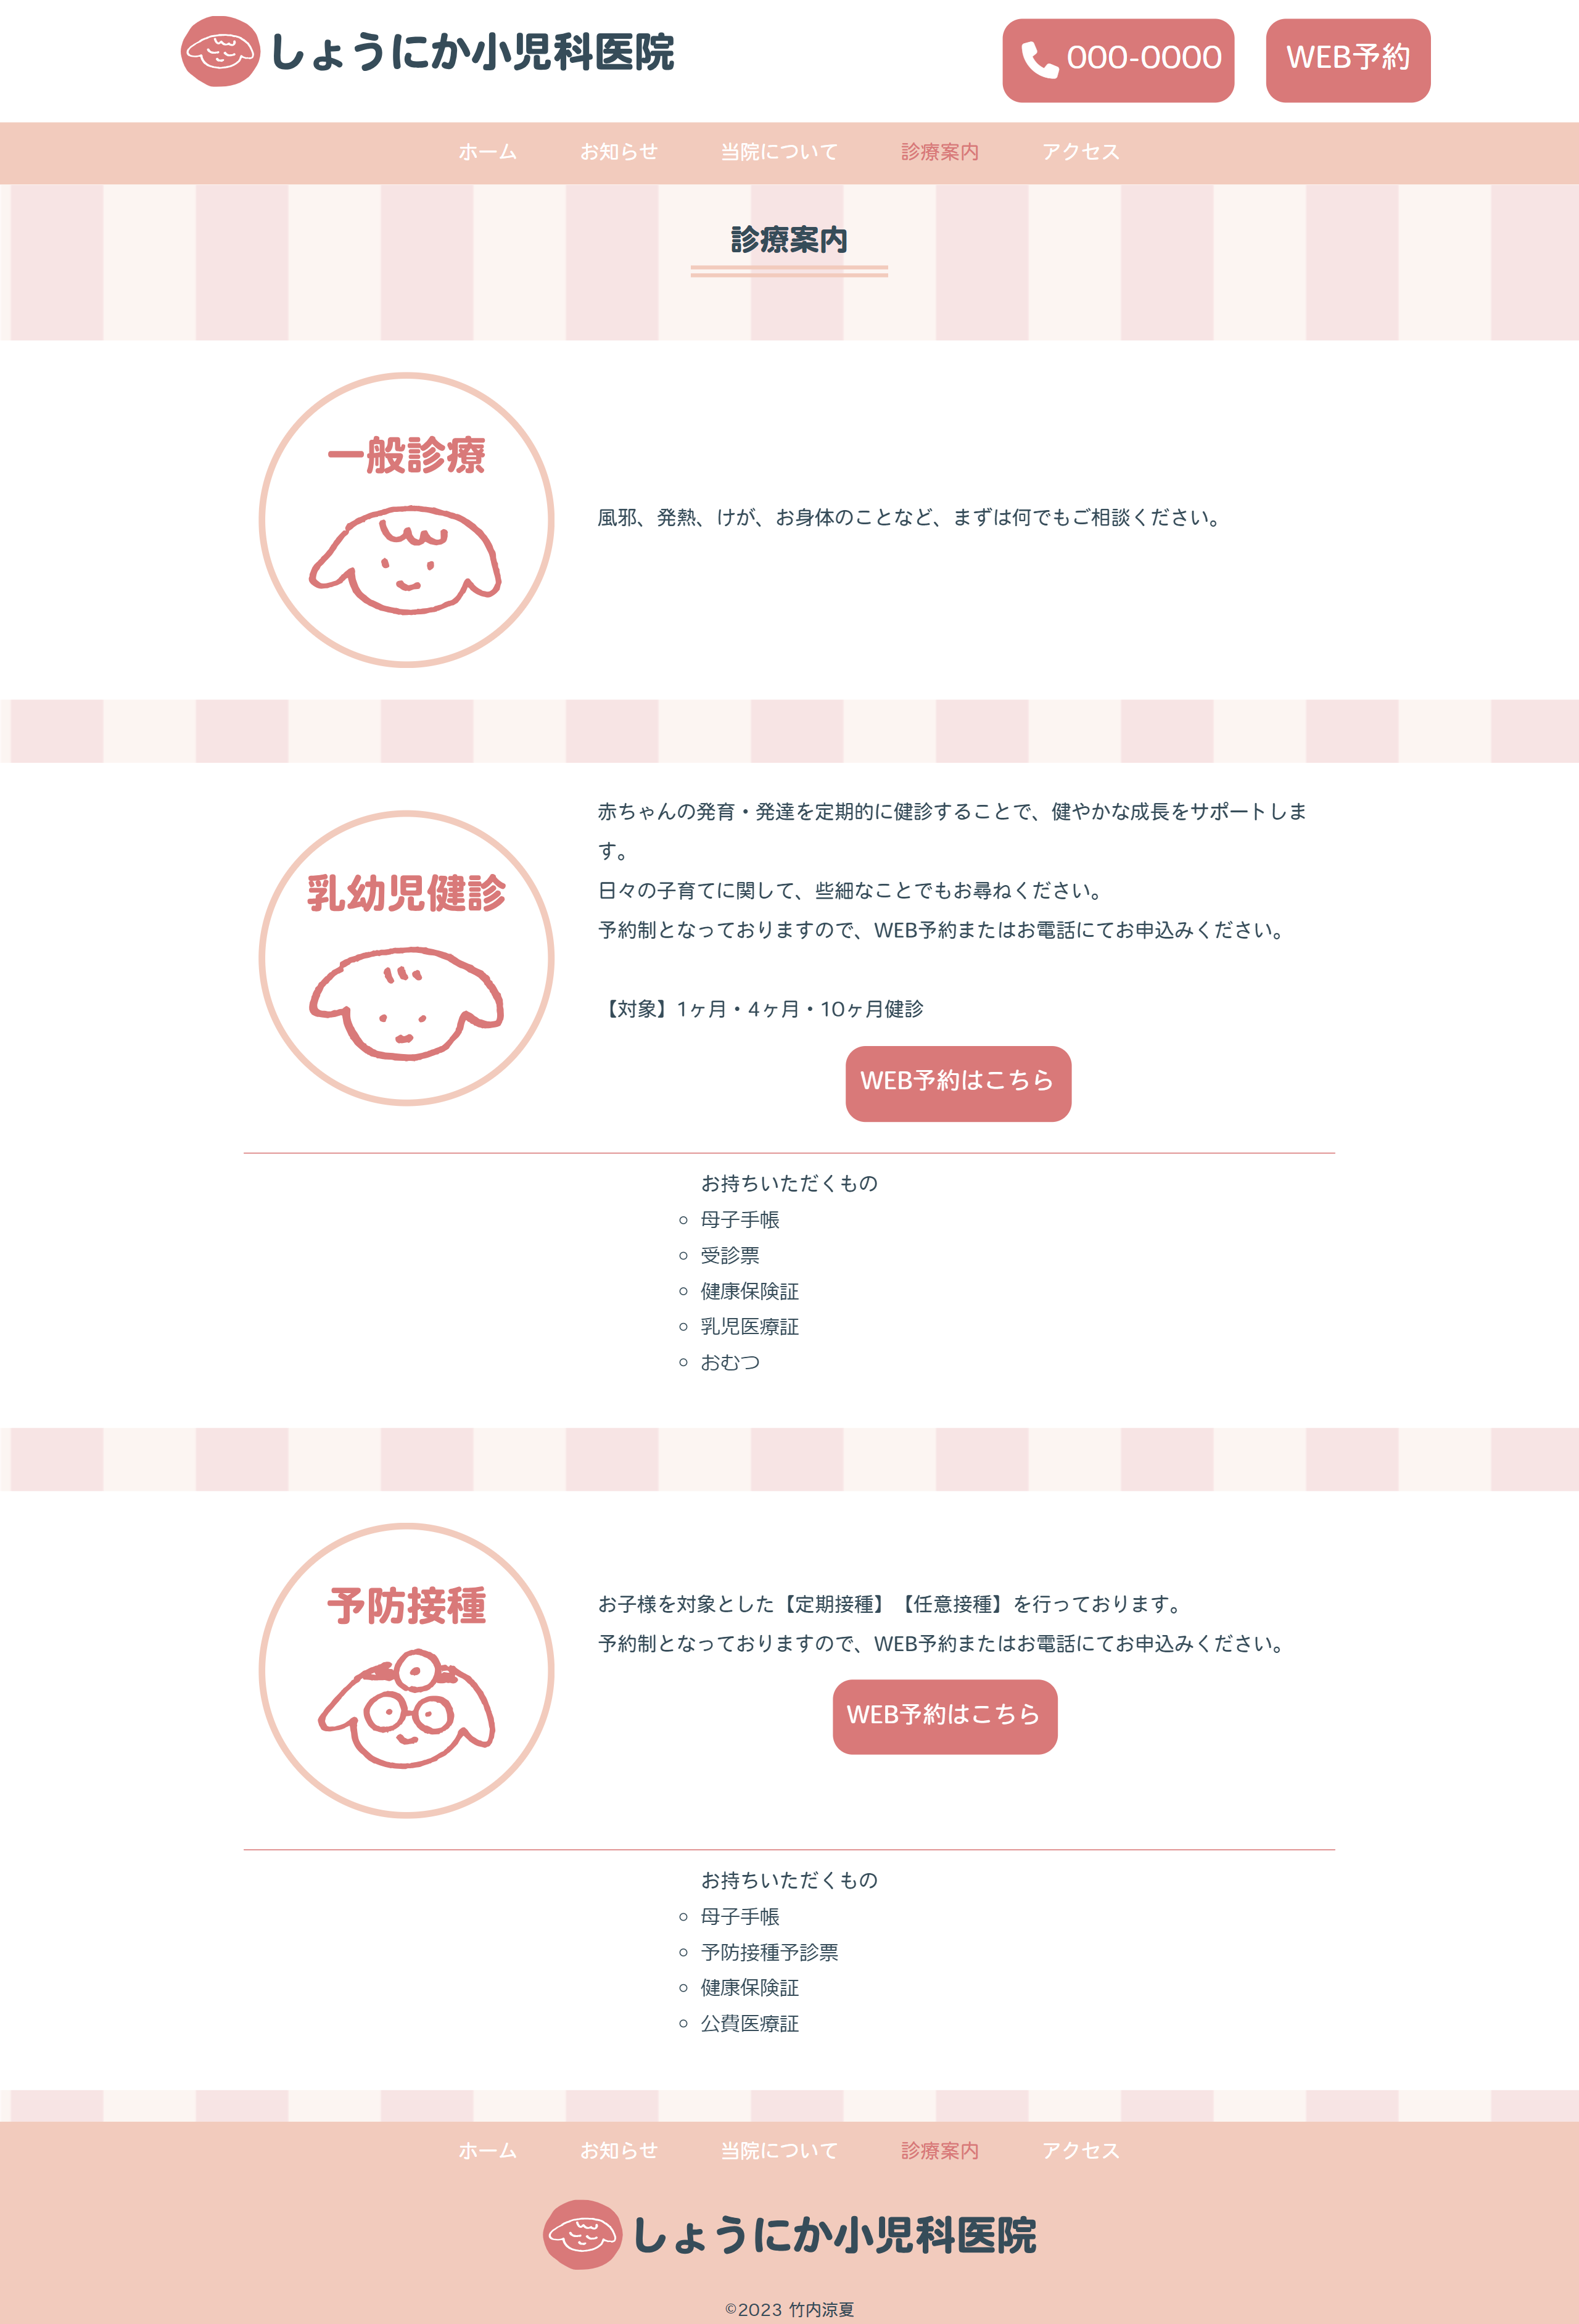 しょうにか小児科医院
000-0000
WEB予約
ホーム お知らせ 当院について 診療案内 アクセス
診療案内
一般診療
風邪、発熱、けが、お身体のことなど、まずは何でもご相談ください。
乳幼児健診
赤ちゃんの発育・発達を定期的に健診することで、健やかな成長をサポートしま
す。
日々の子育てに関して、些細なことでもお尋ねください。
予約制となっておりますので、WEB予約またはお電話にてお申込みください。
【対象】1ヶ月・4ヶ月・10ヶ月健診
WEB予約はこちら
お持ちいただくもの
母子手帳
受診票
健康保険証
乳児医療証
おむつ
予防接種
お子様を対象とした【定期接種】【任意接種】を行っております。
予約制となっておりますので、WEB予約またはお電話にてお申込みください。
WEB予約はこちら
お持ちいただくもの
母子手帳
予防接種予診票
健康保険証
公費医療証
ホーム お知らせ 当院について 診療案内 アクセス
しょうにか小児科医院
©2023 竹内涼夏